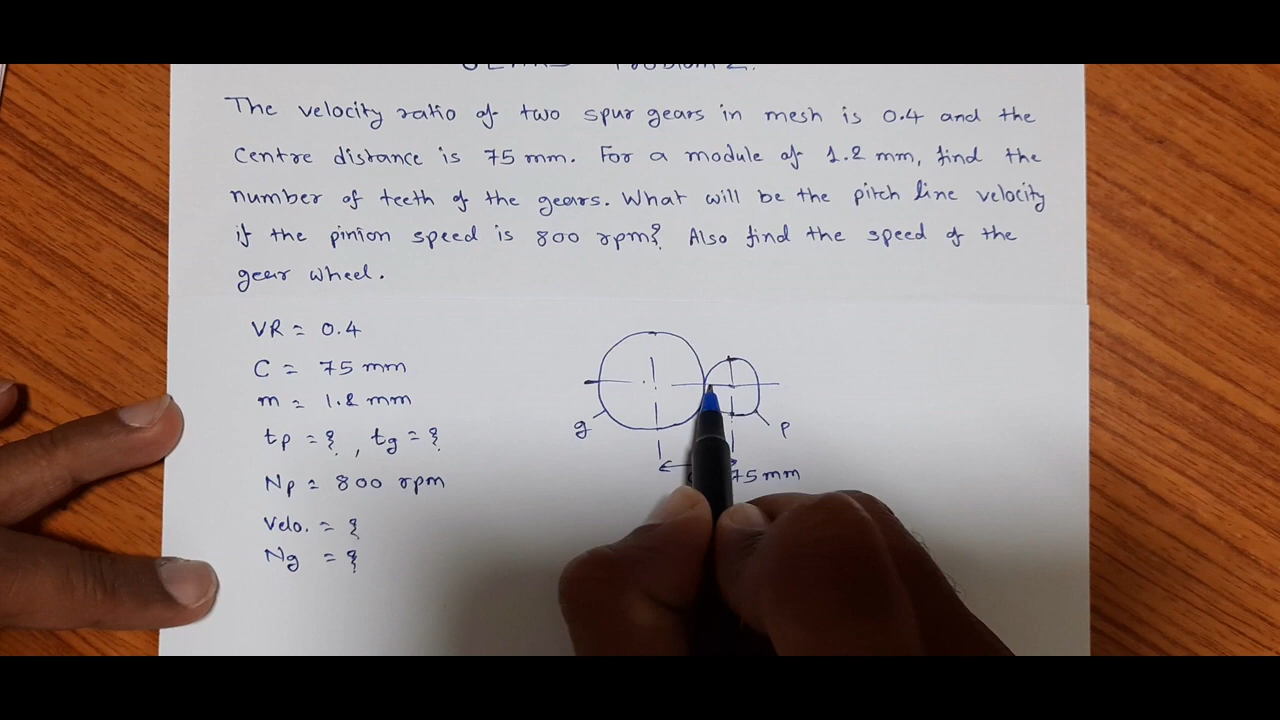 The velocity ratio of two spur gears in mesh is 0.4 and the
Centre distance is 75 mm. For a module of 1.2 mm, find the
number of teeth of the gears. What will be the pitch line velocity
if the pinion speed is 800 rpm? Also find the speed of the
gear wheel.
VR = 0.4
C = 75 mm
m = 1.2 mm
tp = ? , tg = ?
Np = 800 rpm
Velo. = ?
Ng = ?
g
p
75 mm